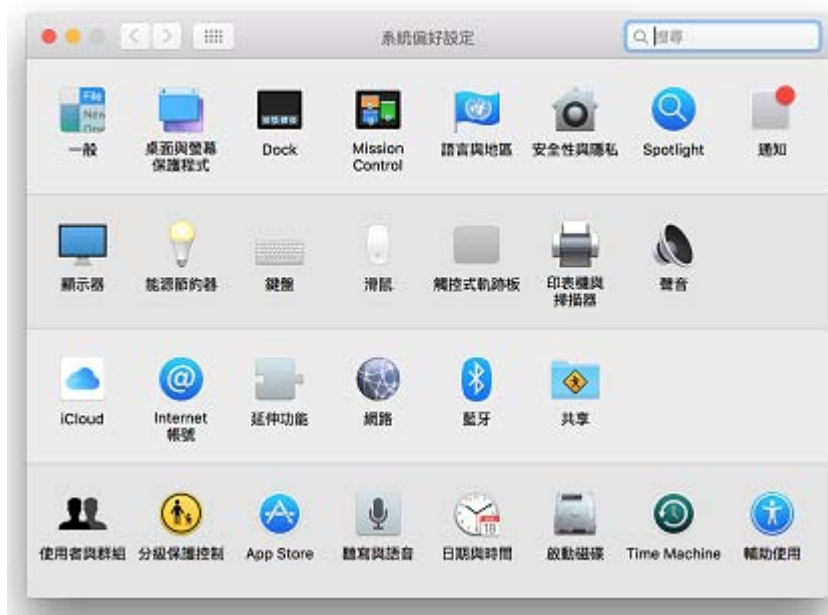 系統偏好設定
搜尋
File
New
一般
桌面與螢幕
保護程式
Dock
Mission
Control
語言與地區
安全性與隱私
Spotlight
通知
顯示器
能源節約器
鍵盤
滑鼠
觸控式軌跡板
印表機與
掃描器
聲音
iCloud
Internet
帳號
延伸功能
網路
藍牙
共享
使用者與群組
分級保護控制
App Store
聽寫與語音
日期與時間
啟動磁碟
Time Machine
輔助使用
18